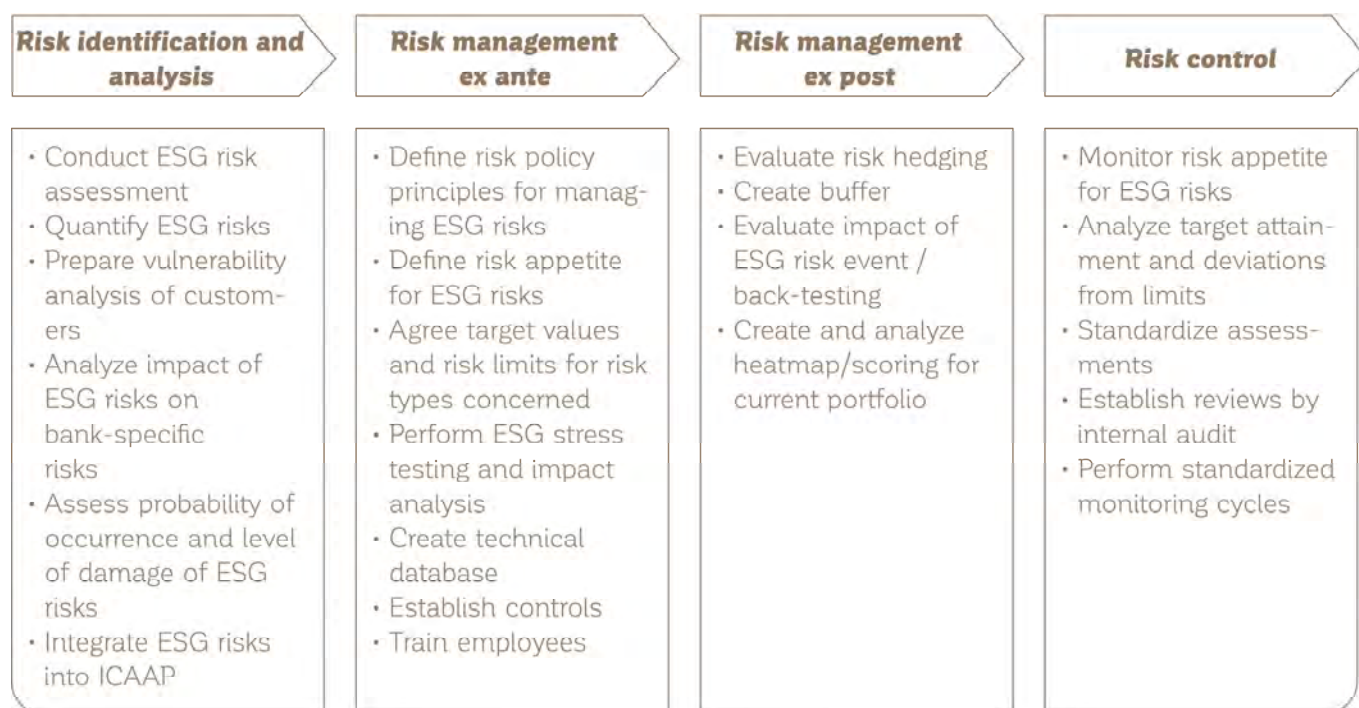 Risk identification and
analysis
• Conduct ESG risk
assessment
• Quantify ESG risks
• Prepare vulnerability
analysis of custom-
ers
• Analyze impact of
ESG risks on
bank-specific
risks
• Assess probability of
occurrence and level
of damage of ESG
risks
• Integrate ESG risks
into ICAAP
Risk management
ex ante
• Define risk policy
principles for manag-
ing ESG risks
• Define risk appetite
for ESG risks
• Agree target values
and risk limits for risk
types concerned
• Perform ESG stress
testing and impact
analysis
• Create technical
database
• Establish controls
• Train employees
Risk management
ex post
• Evaluate risk hedging
• Create buffer
• Evaluate impact of
ESG risk event /
back-testing
• Create and analyze
heatmap/scoring for
current portfolio
Risk control
• Monitor risk appetite
for ESG risks
• Analyze target attain-
ment and deviations
from limits
• Standardize assess-
ments
• Establish reviews by
internal audit
• Perform standardized
monitoring cycles